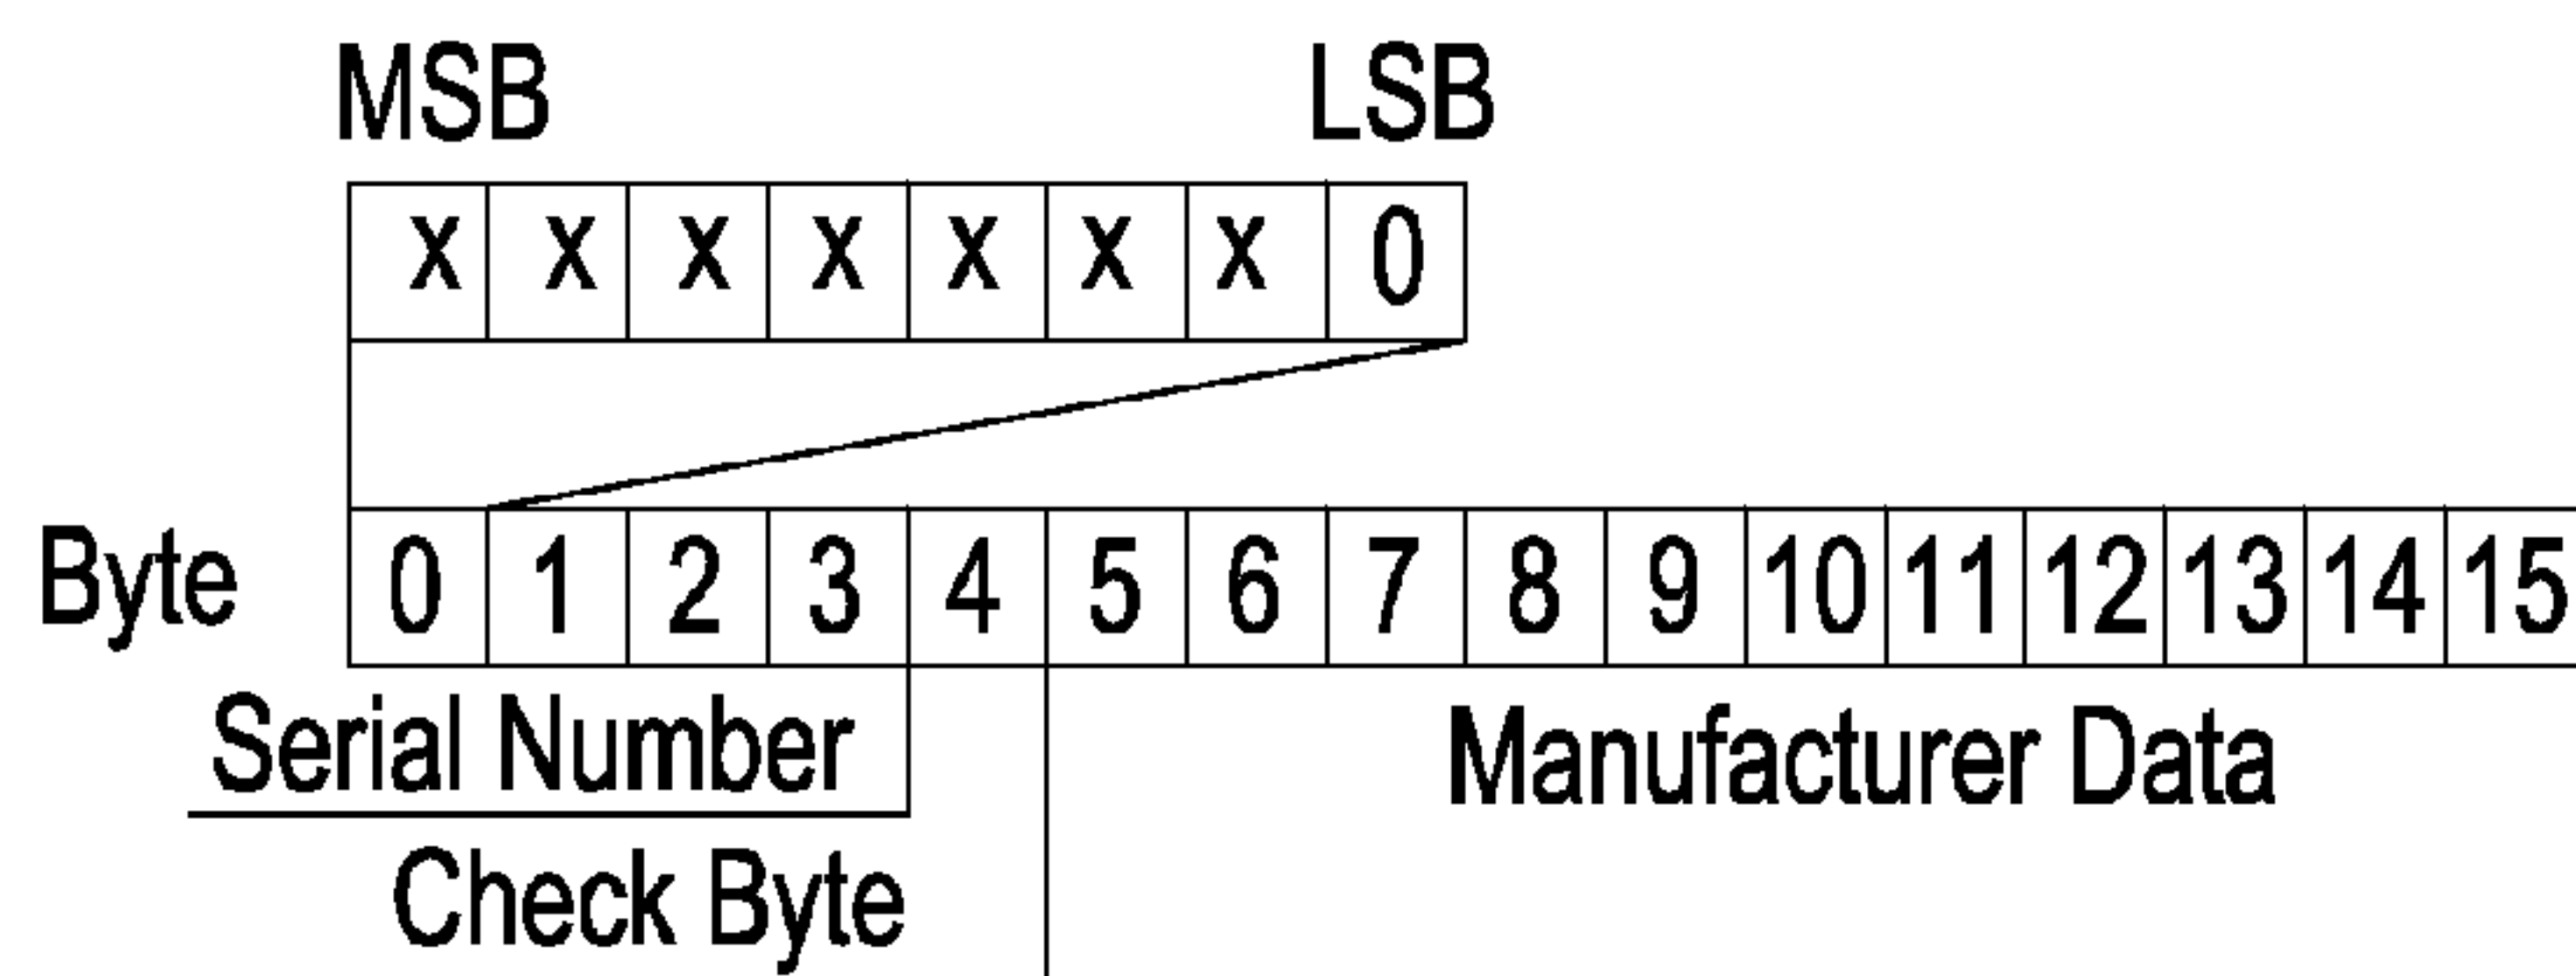 MSB LSB
x x x x x x x 0
Byte 0 1 2 3 4 5 6 7 8 9 10 11 12 13 14 15
Serial Number Manufacturer Data
Check Byte